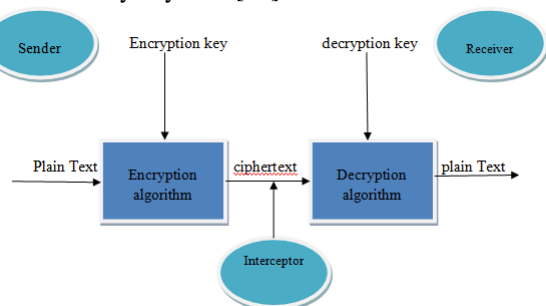 Sender
Encryption key
decryption key
Receiver
Plain Text
Encryption
algorithm
ciphertext
Decryption
algorithm
plain Text
Interceptor